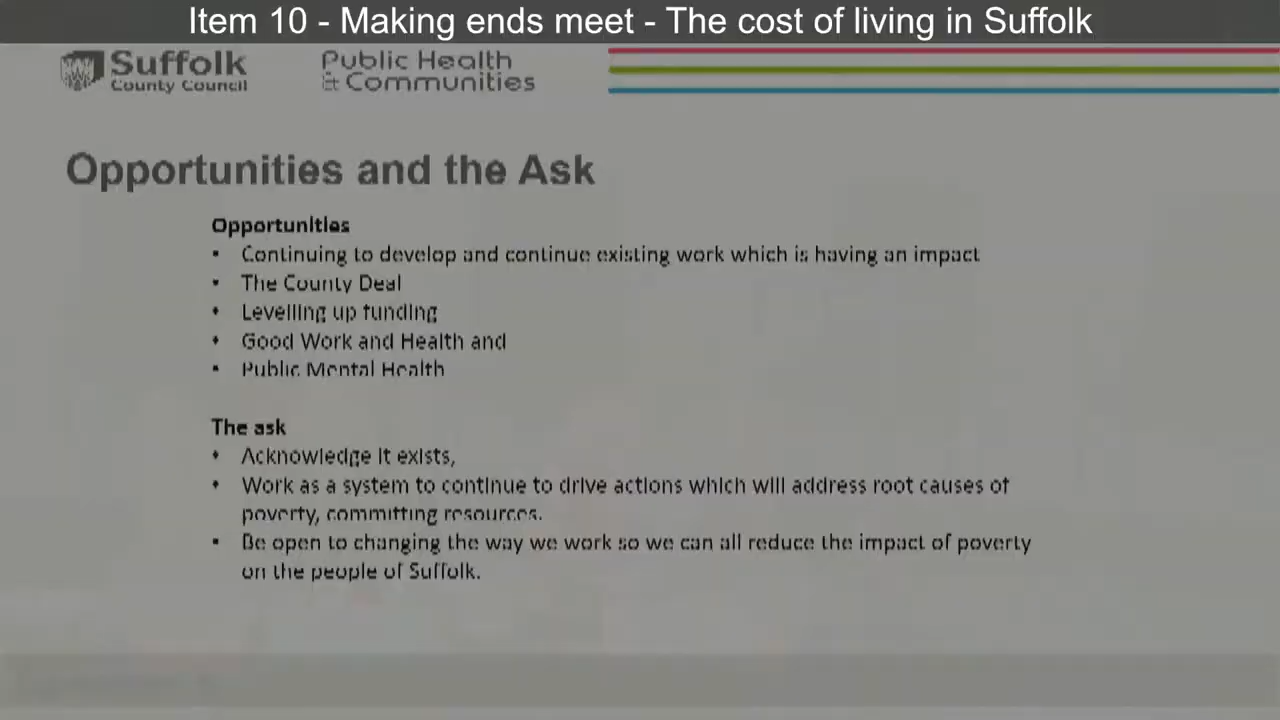 Item 10 - Making ends meet - The cost of living in Suffolk
Suffolk
County Council
Public Health
& Communities
Opportunities and the Ask
Opportunities
• Continuing to develop and continue existing work which is having an impact
• The County Deal
• Levelling up funding
• Good Work and Health and
• Public Mental Health
The ask
• Acknowledge it exists,
• Work as a system to continue to drive actions which will address root causes of
poverty, committing resources.
• Be open to changing the way we work so we can all reduce the impact of poverty
on the people of Suffolk.